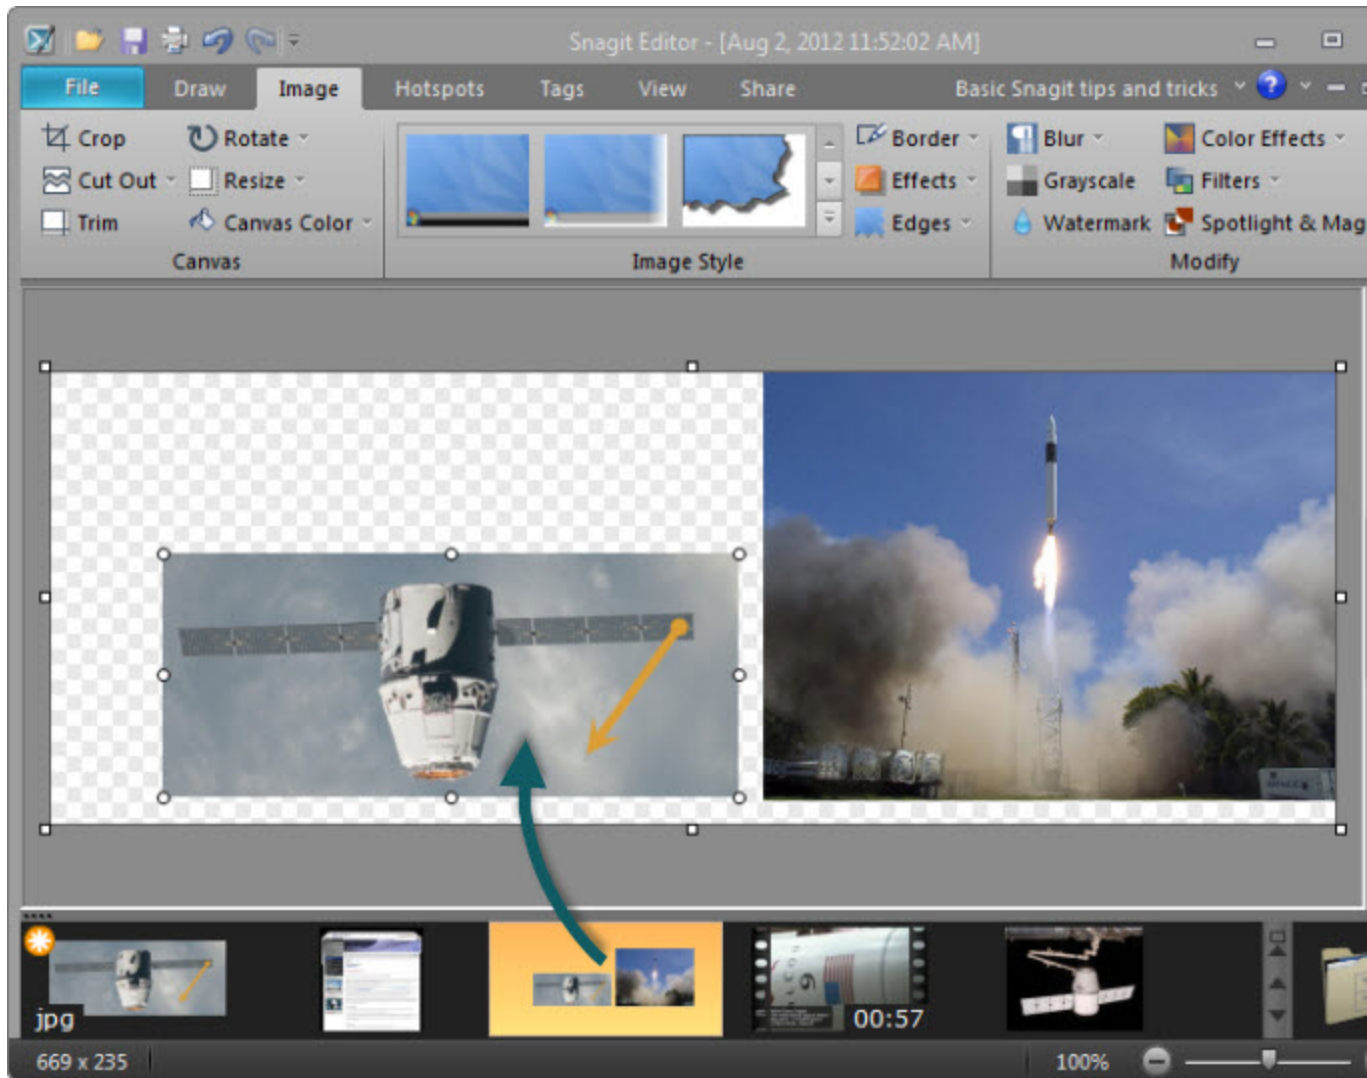 Snagit Editor - [Aug 2, 2012 11:52:02 AM]
File Draw Image Hotspots Tags View Share Basic Snagit tips and tricks
Crop Rotate Border Blur Color Effects
Cut Out Resize Effects Grayscale Filters
Trim Canvas Color Edges Watermark Spotlight & Mag
Canvas Image Style Modify
jpg 00:57
669 x 235 100%